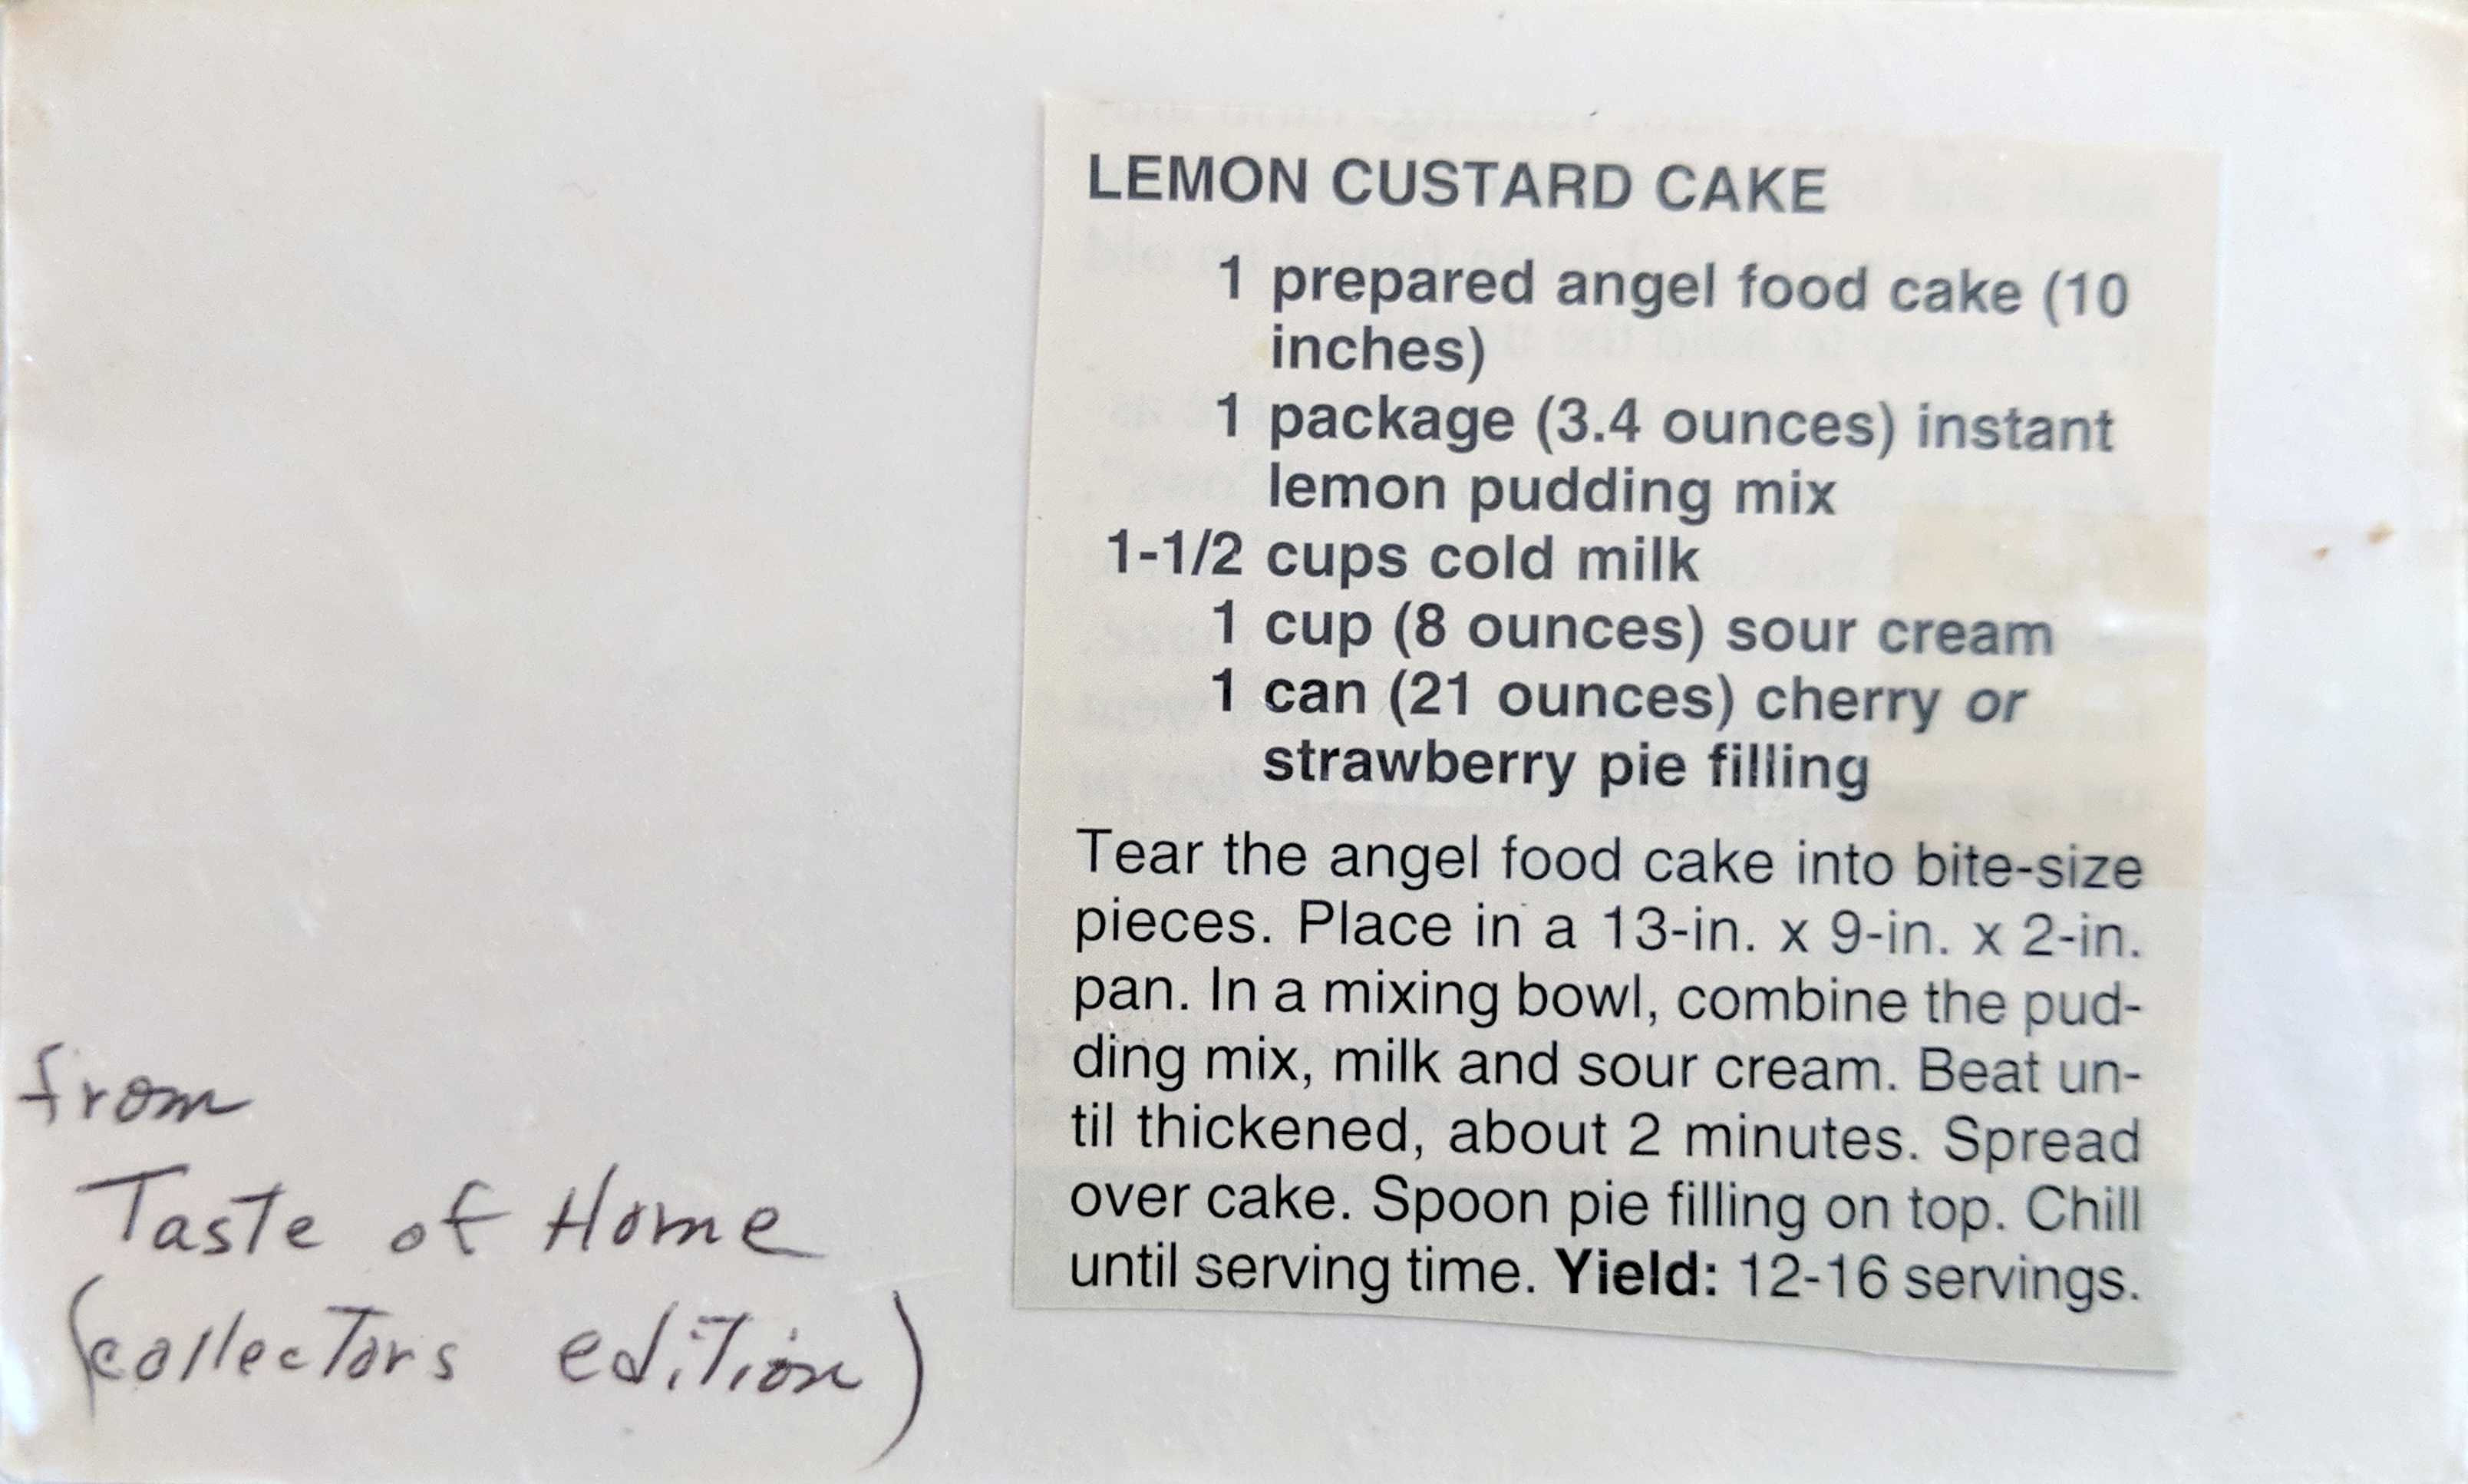 LEMON CUSTARD CAKE
1 prepared angel food cake (10
inches)
1 package (3.4 ounces) instant
lemon pudding mix
1-1/2 cups cold milk
1 cup (8 ounces) sour cream
1 can (21 ounces) cherry or
strawberry pie filling
Tear the angel food cake into bite-size
pieces. Place in a 13-in. x 9-in. x 2-in.
pan. In a mixing bowl, combine the pud-
ding mix, milk and sour cream. Beat un-
til thickened, about 2 minutes. Spread
over cake. Spoon pie filling on top. Chill
until serving time. Yield: 12-16 servings.
from
Taste of Home
(collectors edition)